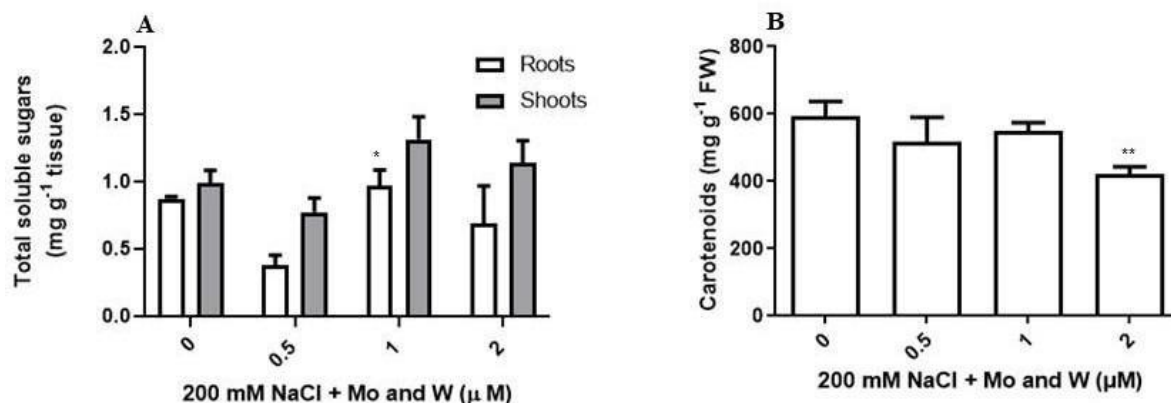 A
Total soluble sugars
(mg g⁻¹ tissue)
2.0
1.5
1.0
0.5
0.0
Roots
Shoots
*
0
0.5
1
2
200 mM NaCl + Mo and W (μ M)
B
Carotenoids (mg g⁻¹ FW)
800
600
400
200
0
**
0
0.5
1
2
200 mM NaCl + Mo and W (μM)